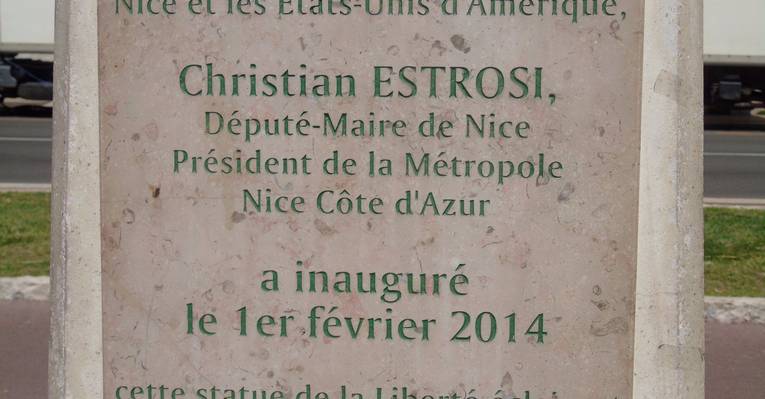 Nice et les États-Unis d'Amérique,
Christian ESTROSI,
Député-Maire de Nice
Président de la Métropole
Nice Côte d'Azur
a inauguré
le 1er février 2014
cette statue de la Liberté